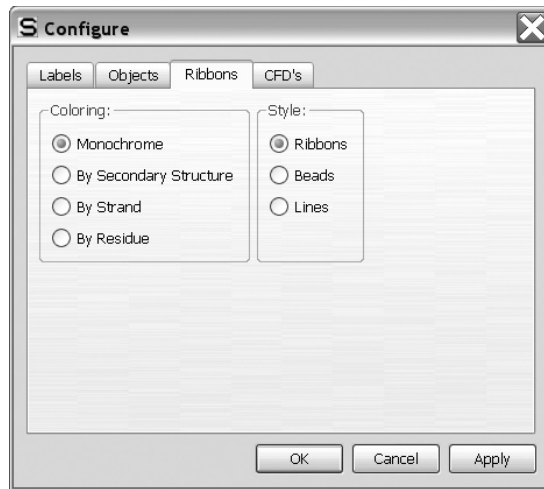 S Configure
Labels Objects Ribbons CFD's
Coloring:
Monochrome
By Secondary Structure
By Strand
By Residue
Style:
Ribbons
Beads
Lines
OK Cancel Apply